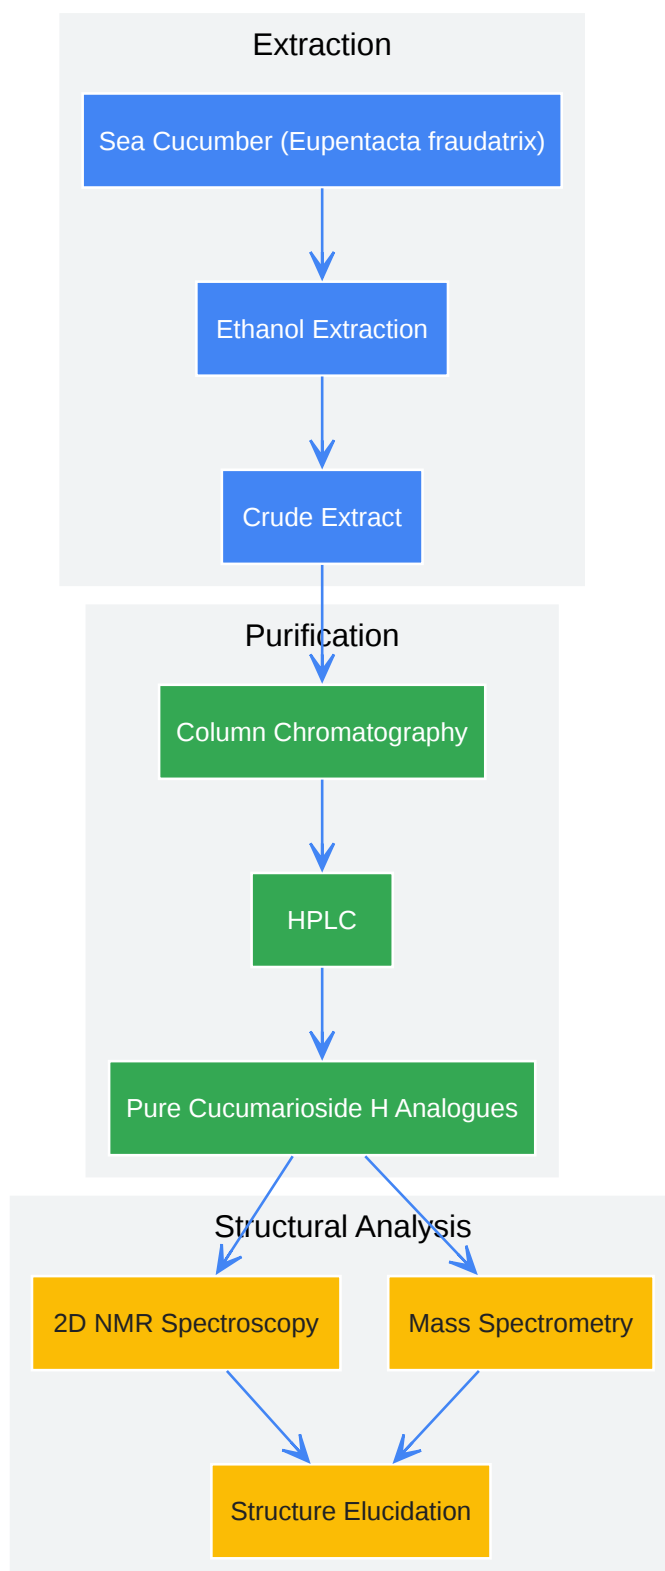 Extraction
Sea Cucumber (Eupentacta fraudatrix)
Ethanol Extraction
Crude Extract
Purification
Column Chromatography
HPLC
Pure Cucumarioside H Analogues
Structural Analysis
2D NMR Spectroscopy
Mass Spectrometry
Structure Elucidation